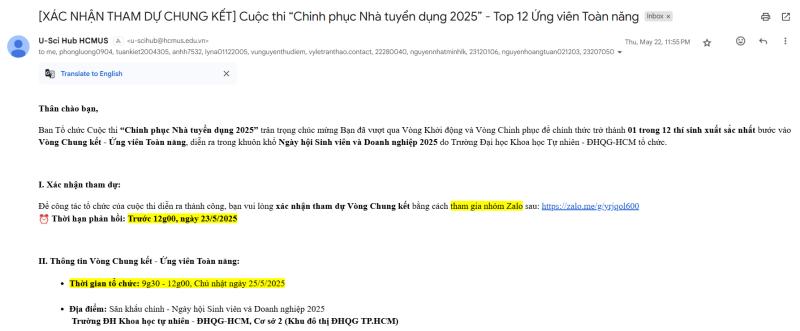 [XÁC NHẬN THAM DỰ CHUNG KẾT] Cuộc thi “Chinh phục Nhà tuyển dụng 2025” - Top 12 Ứng viên Toàn năng Inbox ×
U-Sci Hub HCMUS <u-scihub@hcmus.edu.vn> Thu, May 22, 11:55 PM
to me, phongluong0904, tuankiet2004305, anhh7532, lyna01122005, vunguyenthudiem, vyletranthao.contact, 22280040, nguyennhatminhlk, 23120106, nguyenhoangtuan021203, 23207050
Translate to English ×
Thân chào bạn,
Ban Tổ chức Cuộc thi “Chinh phục Nhà tuyển dụng 2025” trân trọng chúc mừng Bạn đã vượt qua Vòng Khởi động và Vòng Chinh phục để chính thức trở thành 01 trong 12 thí sinh xuất sắc nhất bước vào
Vòng Chung kết - Ứng viên Toàn năng, diễn ra trong khuôn khổ Ngày hội Sinh viên và Doanh nghiệp 2025 do Trường Đại học Khoa học Tự nhiên - ĐHQG-HCM tổ chức.
I. Xác nhận tham dự:
Để công tác tổ chức của cuộc thi diễn ra thành công, bạn vui lòng xác nhận tham dự Vòng Chung kết bằng cách tham gia nhóm Zalo sau: https://zalo.me/g/yrjqol600
⏰ Thời hạn phản hồi: Trước 12g00, ngày 23/5/2025
II. Thông tin Vòng Chung kết - Ứng viên Toàn năng:
• Thời gian tổ chức: 9g30 - 12g00, Chủ nhật ngày 25/5/2025
• Địa điểm: Sân khấu chính - Ngày hội Sinh viên và Doanh nghiệp 2025
Trường ĐH Khoa học tự nhiên - ĐHQG-HCM, Cơ sở 2 (Khu đô thị ĐHQG TP.HCM)